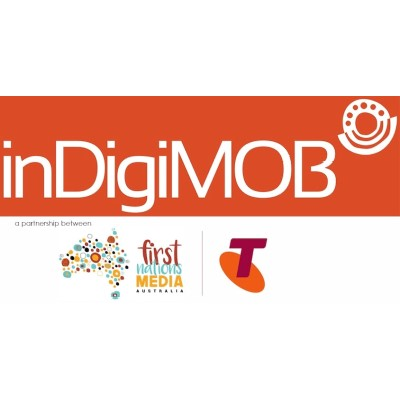 inDigiMOB
a partnership between
first
nations
MEDIA
AUSTRALIA
T